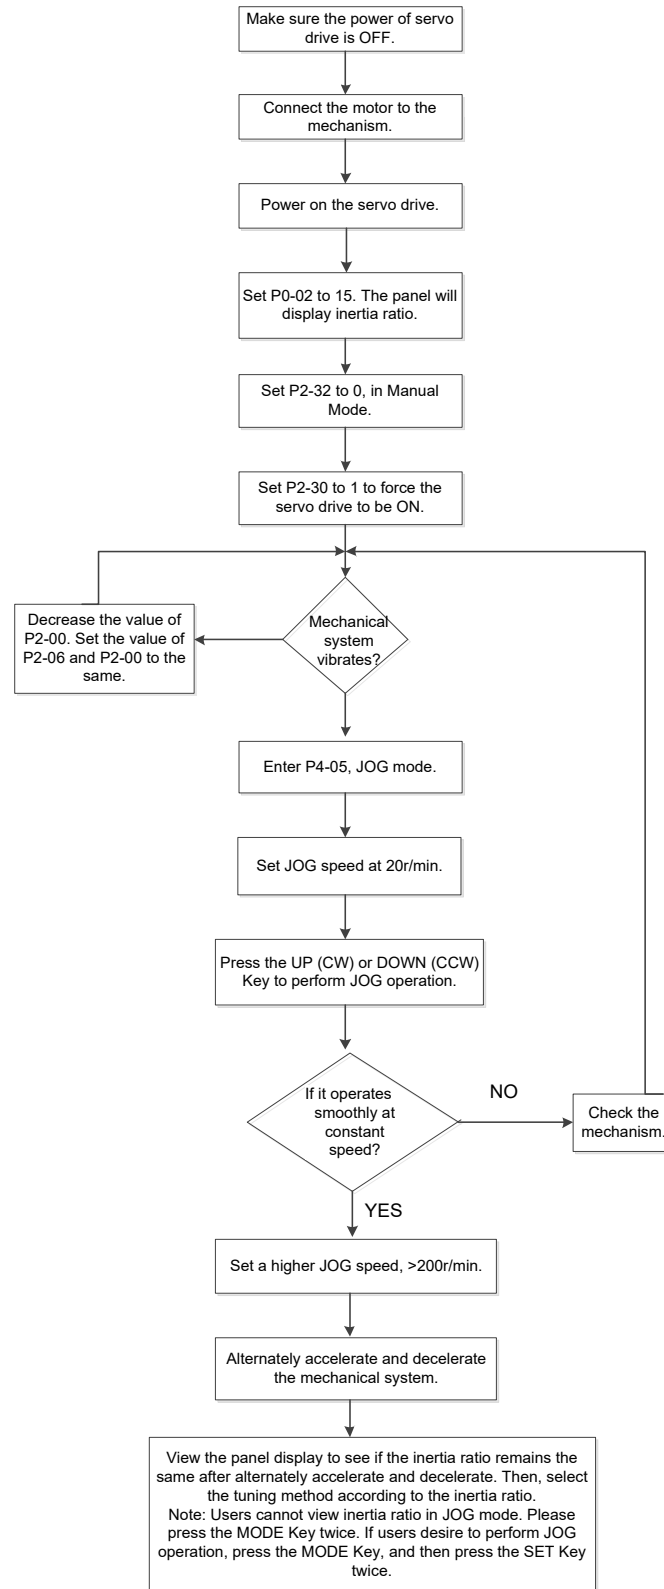 Make sure the power of servo
drive is OFF.
Connect the motor to the
mechanism.
Power on the servo drive.
Set P0-02 to 15. The panel will
display inertia ratio.
Set P2-32 to 0, in Manual
Mode.
Set P2-30 to 1 to force the
servo drive to be ON.
Decrease the value of
P2-00. Set the value of
P2-06 and P2-00 to the
same.
Mechanical
system
vibrates?
Enter P4-05, JOG mode.
Set JOG speed at 20r/min.
Press the UP (CW) or DOWN (CCW)
Key to perform JOG operation.
If it operates
smoothly at
constant
speed?
NO
Check the
mechanism.
YES
Set a higher JOG speed, >200r/min.
Alternately accelerate and decelerate
the mechanical system.
View the panel display to see if the inertia ratio remains the
same after alternately accelerate and decelerate. Then, select
the tuning method according to the inertia ratio.
Note: Users cannot view inertia ratio in JOG mode. Please
press the MODE Key twice. If users desire to perform JOG
operation, press the MODE Key, and then press the SET Key
twice.